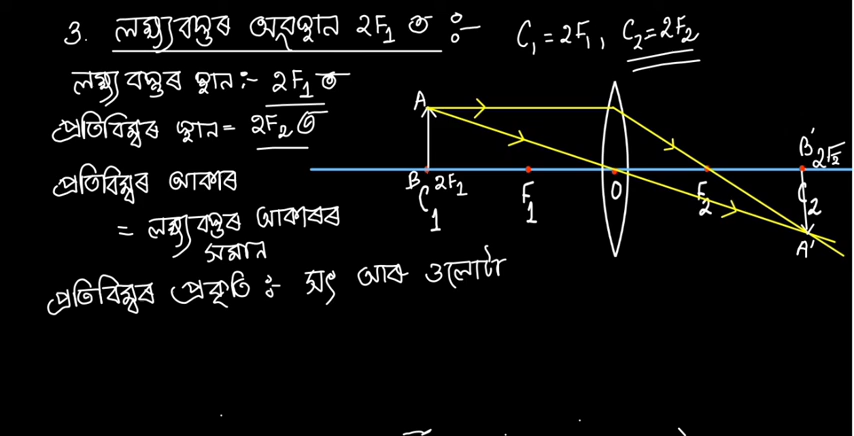 3. লক্ষ্যবস্তুৰ অৱস্থান 2F₁ ত :- C₁ = 2F₁, C₂ = 2F₂
লক্ষ্যবস্তুৰ স্থান :- 2F₁ ত
প্ৰতিবিম্বৰ স্থান = 2F₂ ত
প্ৰতিবিম্বৰ আকাৰ
= লক্ষ্যবস্তুৰ আকাৰৰ
সমান
প্ৰতিবিম্বৰ প্ৰকৃতি :- সৎ আৰু ওলোটা
A
B' 2F₂
B 2F₁
C₁ F₁ O F₂ C₂
A'